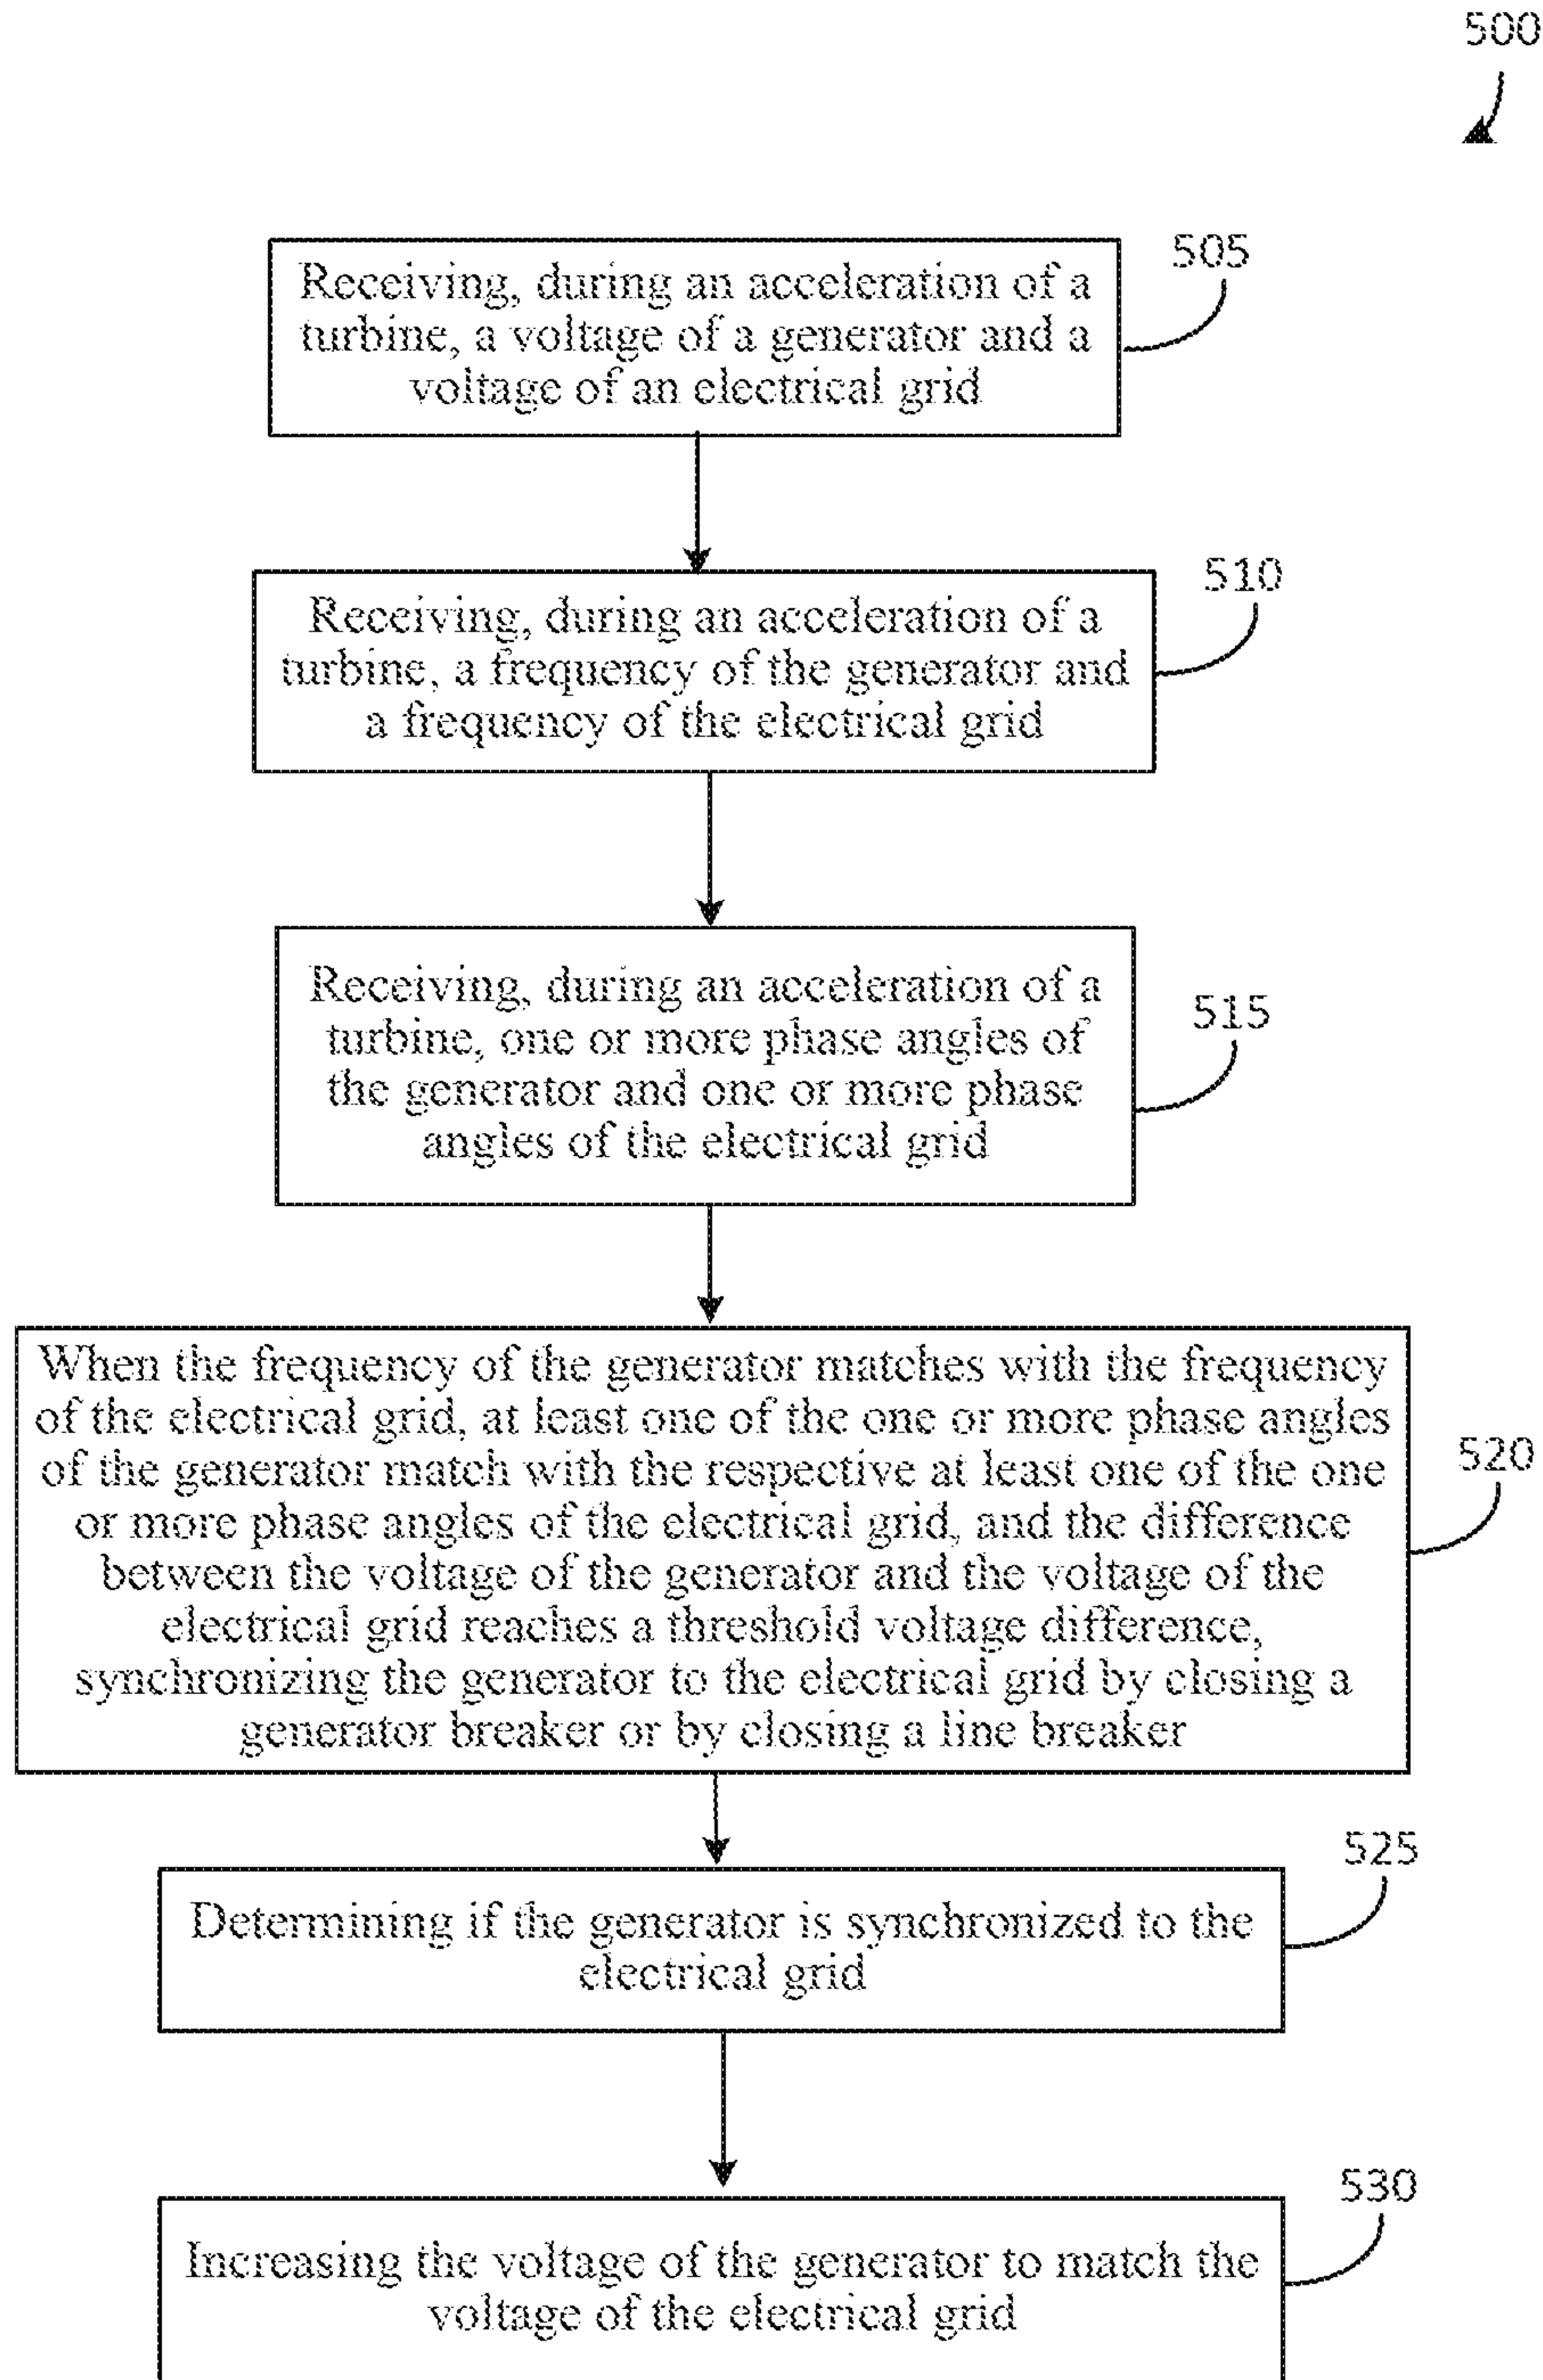 500
505
Receiving, during an acceleration of a
turbine, a voltage of a generator and a
voltage of an electrical grid
510
Receiving, during an acceleration of a
turbine, a frequency of the generator and
a frequency of the electrical grid
515
Receiving, during an acceleration of a
turbine, one or more phase angles of
the generator and one or more phase
angles of the electrical grid
520
When the frequency of the generator matches with the frequency
of the electrical grid, at least one of the one or more phase angles
of the generator match with the respective at least one of the one
or more phase angles of the electrical grid, and the difference
between the voltage of the generator and the voltage of the
electrical grid reaches a threshold voltage difference,
synchronizing the generator to the electrical grid by closing a
generator breaker or by closing a line breaker
525
Determining if the generator is synchronized to the
electrical grid
530
Increasing the voltage of the generator to match the
voltage of the electrical grid